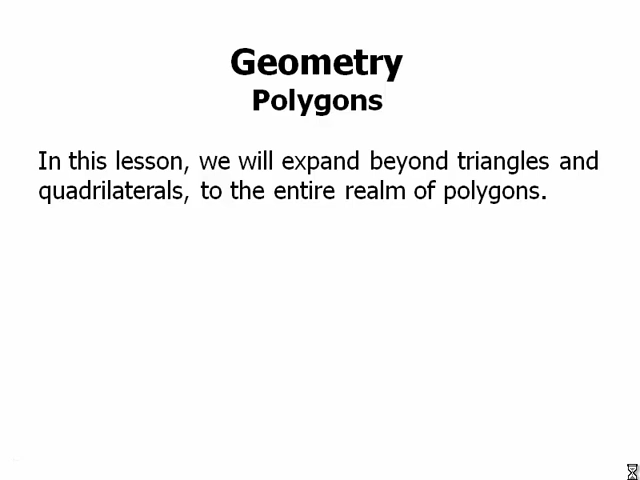 Geometry
Polygons
In this lesson, we will expand beyond triangles and
quadrilaterals, to the entire realm of polygons.